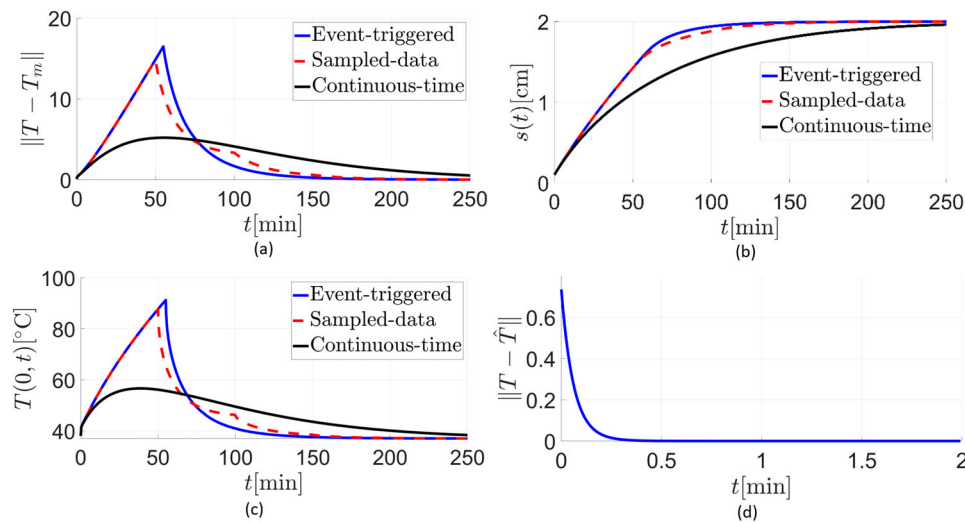 20
10
0
‖T − Tₘ‖
Event-triggered
Sampled-data
Continuous-time
0 50 100 150 200 250
t[min]
(a)
2
1
0
s(t)[cm]
Event-triggered
Sampled-data
Continuous-time
0 50 100 150 200 250
t[min]
(b)
100
80
60
40
T(0, t)[°C]
Event-triggered
Sampled-data
Continuous-time
0 50 100 150 200 250
t[min]
(c)
0.6
0.4
0.2
0
‖T − T̂‖
0 0.5 1 1.5 2
t[min]
(d)